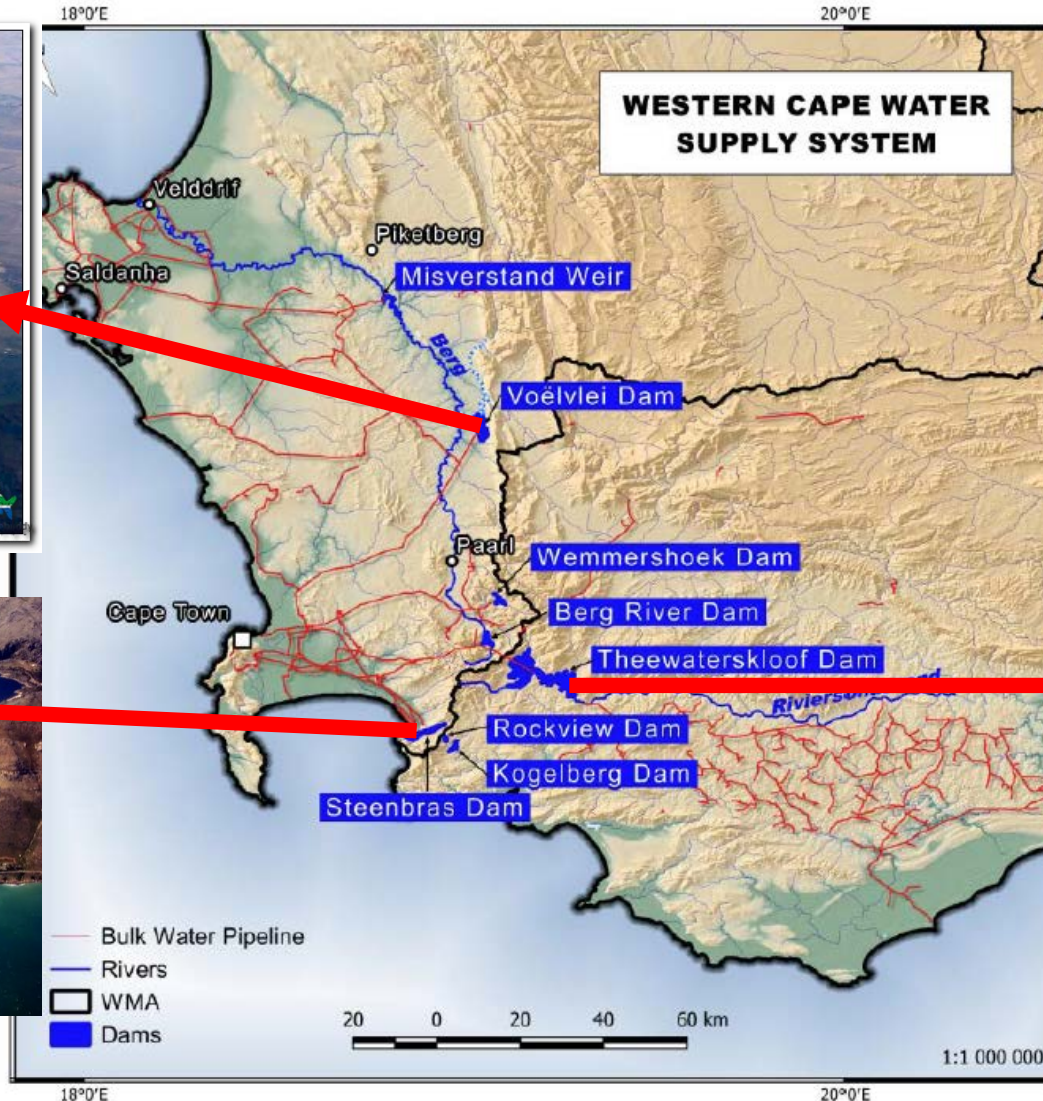 18°0'E
20°0'E
WESTERN CAPE WATER
SUPPLY SYSTEM
Velddrif
Piketberg
Saldanha
Misverstand Weir
Berg
Voëlvlei Dam
Paarl
Wemmershoek Dam
Cape Town
Berg River Dam
Theewaterskloof Dam
Rockview Dam
Kogelberg Dam
Steenbras Dam
Bulk Water Pipeline
Rivers
WMA
Dams
20 0 20 40 60 km
1:1 000 000
18°0'E
20°0'E